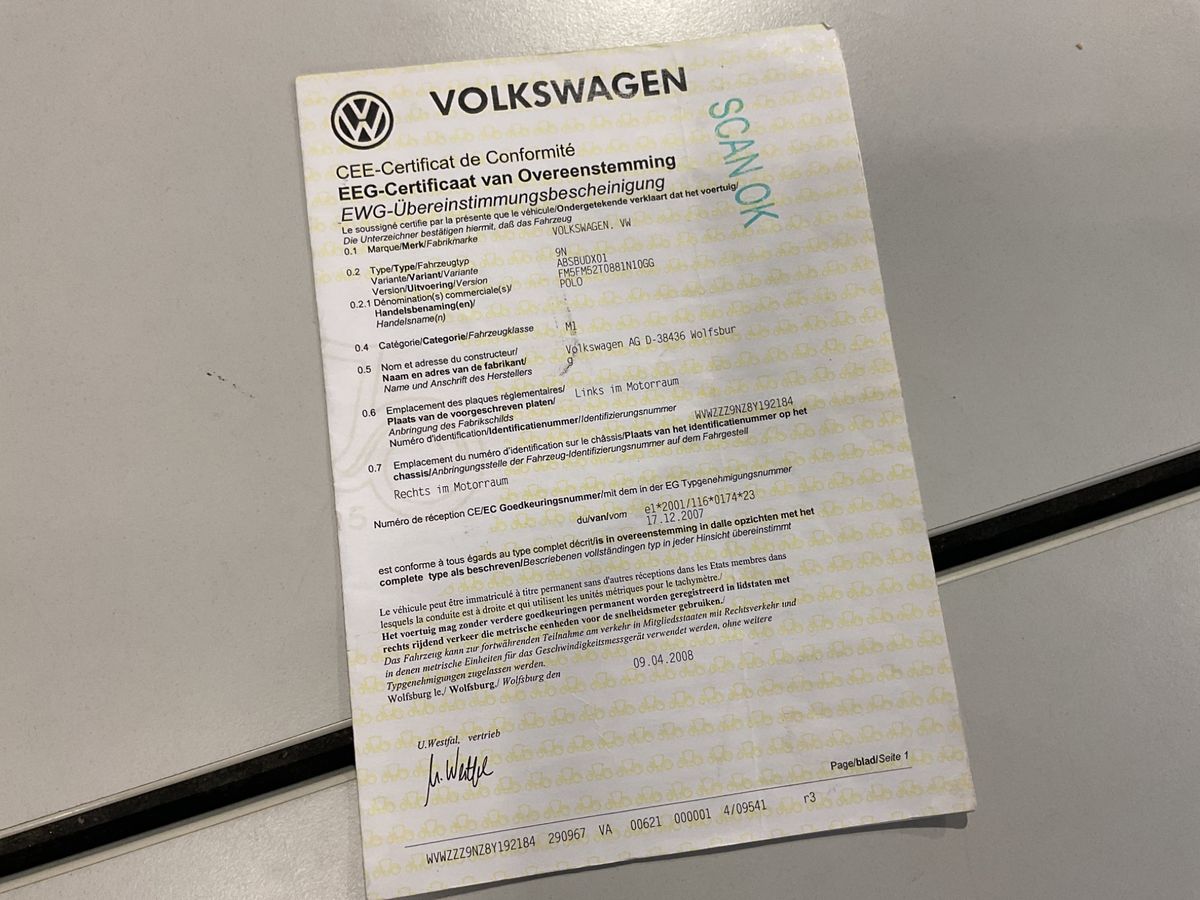 VOLKSWAGEN
SCAN OK
CEE-Certificat de Conformité
EEG-Certificaat van Overeenstemming
EWG-Übereinstimmungsbescheinigung
Le soussigné certifie par la présente que le véhicule/Ondergetekende verklaart dat het voertuig/
Die Unterzeichner bestätigen hiermit, daß das Fahrzeug
0.1 Marque/Merk/Fabrikmarke VOLKSWAGEN, VW
0.2 Type/Type/Fahrzeugtyp 9N
Variante/Variant/Variante ABSBUDX01
Version/Uitvoering/Version FM5FM52T0881N10GG
0.2.1 Dénomination(s) commerciale(s)/ POLO
Handelsbenaming(en)/
Handelsname(n)
0.4 Catégorie/Categorie/Fahrzeugklasse M1
0.5 Nom et adresse du constructeur/ Volkswagen AG D-38436 Wolfsbur
Naam en adres van de fabrikant/ g
Name und Anschrift des Herstellers
0.6 Emplacement des plaques règlementaires/ Links im Motorraum
Plaats van de voorgeschreven platen/
Anbringung des Fabrikschilds
Numéro d'identification/Identificatienummer/Identifizierungsnummer WVWZZZ9NZ8Y192184
0.7 Emplacement du numéro d'identification sur le châssis/Plaats van het identificatienummer op het
chassis/Anbringungsstelle der Fahrzeug-Identifizierungsnummer auf dem Fahrgestell
Rechts im Motorraum
Numéro de réception CE/EC Goedkeuringsnummer/mit dem in der EG Typgenehmigungsnummer
e1*2001/116*0174*23
du/van/vom 17.12.2007
est conforme à tous égards au type complet décrit/is in overeenstemming in dalle opzichten met het
complete type als beschreven/Bescriebenen vollständingen typ in jeder Hinsicht übereinstimmt
Le véhicule peut être immatriculé à titre permanent sans d'autres réceptions dans les Etats membres dans
lesquels la conduite est à droite et qui utilisent les unités métriques pour le tachymètre./
Het voertuig mag zonder verdere goedkeuringen permanent worden geregistreerd in lidstaten met
rechts rijdend verkeer die metrische eenheden voor de snelheidsmeter gebruiken./
Das Fahrzeug kann zur fortwährenden Teilnahme am verkehr in Mitgliedsstaaten mit Rechtsverkehr und
in denen metrische Einheiten für das Geschwindigkeitsmessgerät verwendet werden, ohne weitere
Typgenehmigungen zugelassen werden.
Wolfsburg le./ Wolfsburg./ Wolfsburg den 09.04.2008
U.Westfal, vertrieb
U. Westfal
Page/blad/Seite 1
WVWZZZ9NZ8Y192184 290967 VA 00621 000001 4/09541 r3